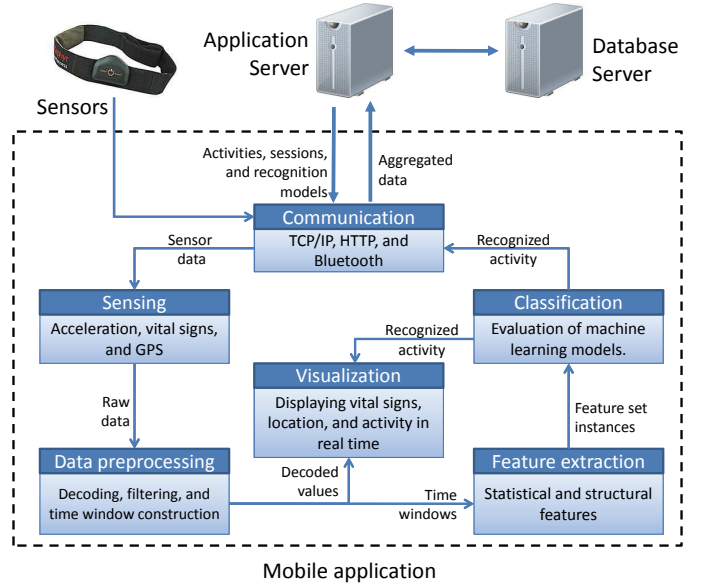 Application
Server
Database
Server
Sensors
Activities, sessions,
and recognition
models
Aggregated
data
Communication
TCP/IP, HTTP, and
Bluetooth
Sensor
data
Recognized
activity
Sensing
Acceleration, vital signs,
and GPS
Classification
Evaluation of machine
learning models.
Recognized
activity
Visualization
Displaying vital signs,
location, and activity in
real time
Raw
data
Feature set
instances
Data preprocessing
Decoding, filtering, and
time window construction
Decoded
values
Time
windows
Feature extraction
Statistical and structural
features
Mobile application